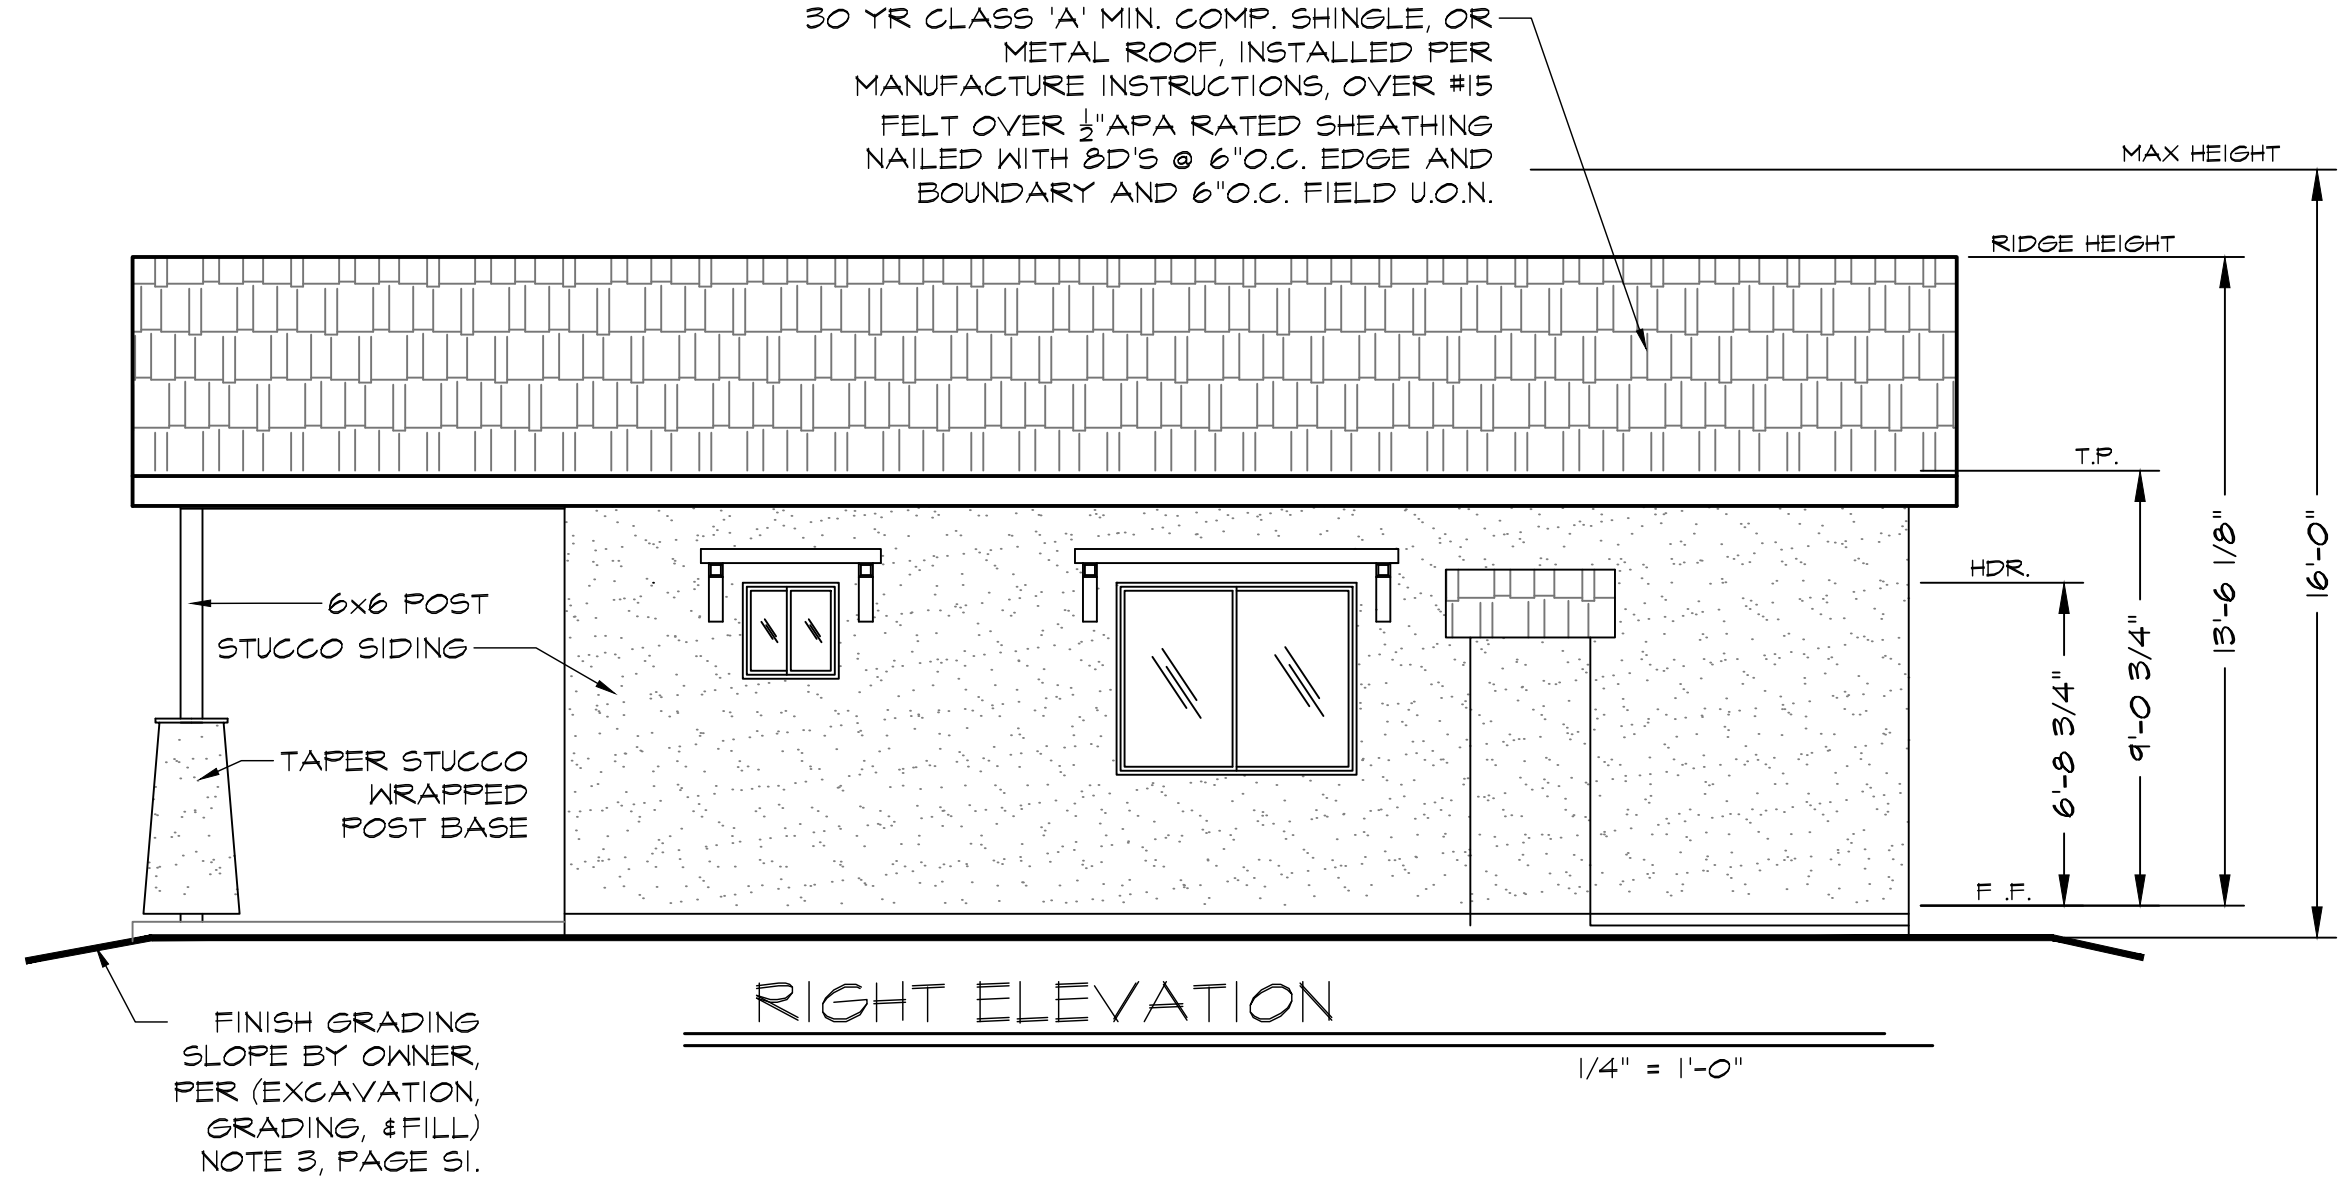 30 YR CLASS 'A' MIN. COMP. SHINGLE, OR
METAL ROOF, INSTALLED PER
MANUFACTURE INSTRUCTIONS, OVER #15
FELT OVER ½"APA RATED SHEATHING
NAILED WITH 8D'S @ 6"O.C. EDGE AND
BOUNDARY AND 6"O.C. FIELD U.O.N.
MAX HEIGHT
RIDGE HEIGHT
T.P.
HDR.
F .F.
6'-8 3/4"
9'-0 3/4"
13'-6 1/8"
16'-0"
6x6 POST
STUCCO SIDING
TAPER STUCCO
WRAPPED
POST BASE
FINISH GRADING
SLOPE BY OWNER,
PER (EXCAVATION,
GRADING, &FILL)
NOTE 3, PAGE S1.
RIGHT ELEVATION
1/4" = 1'-0"